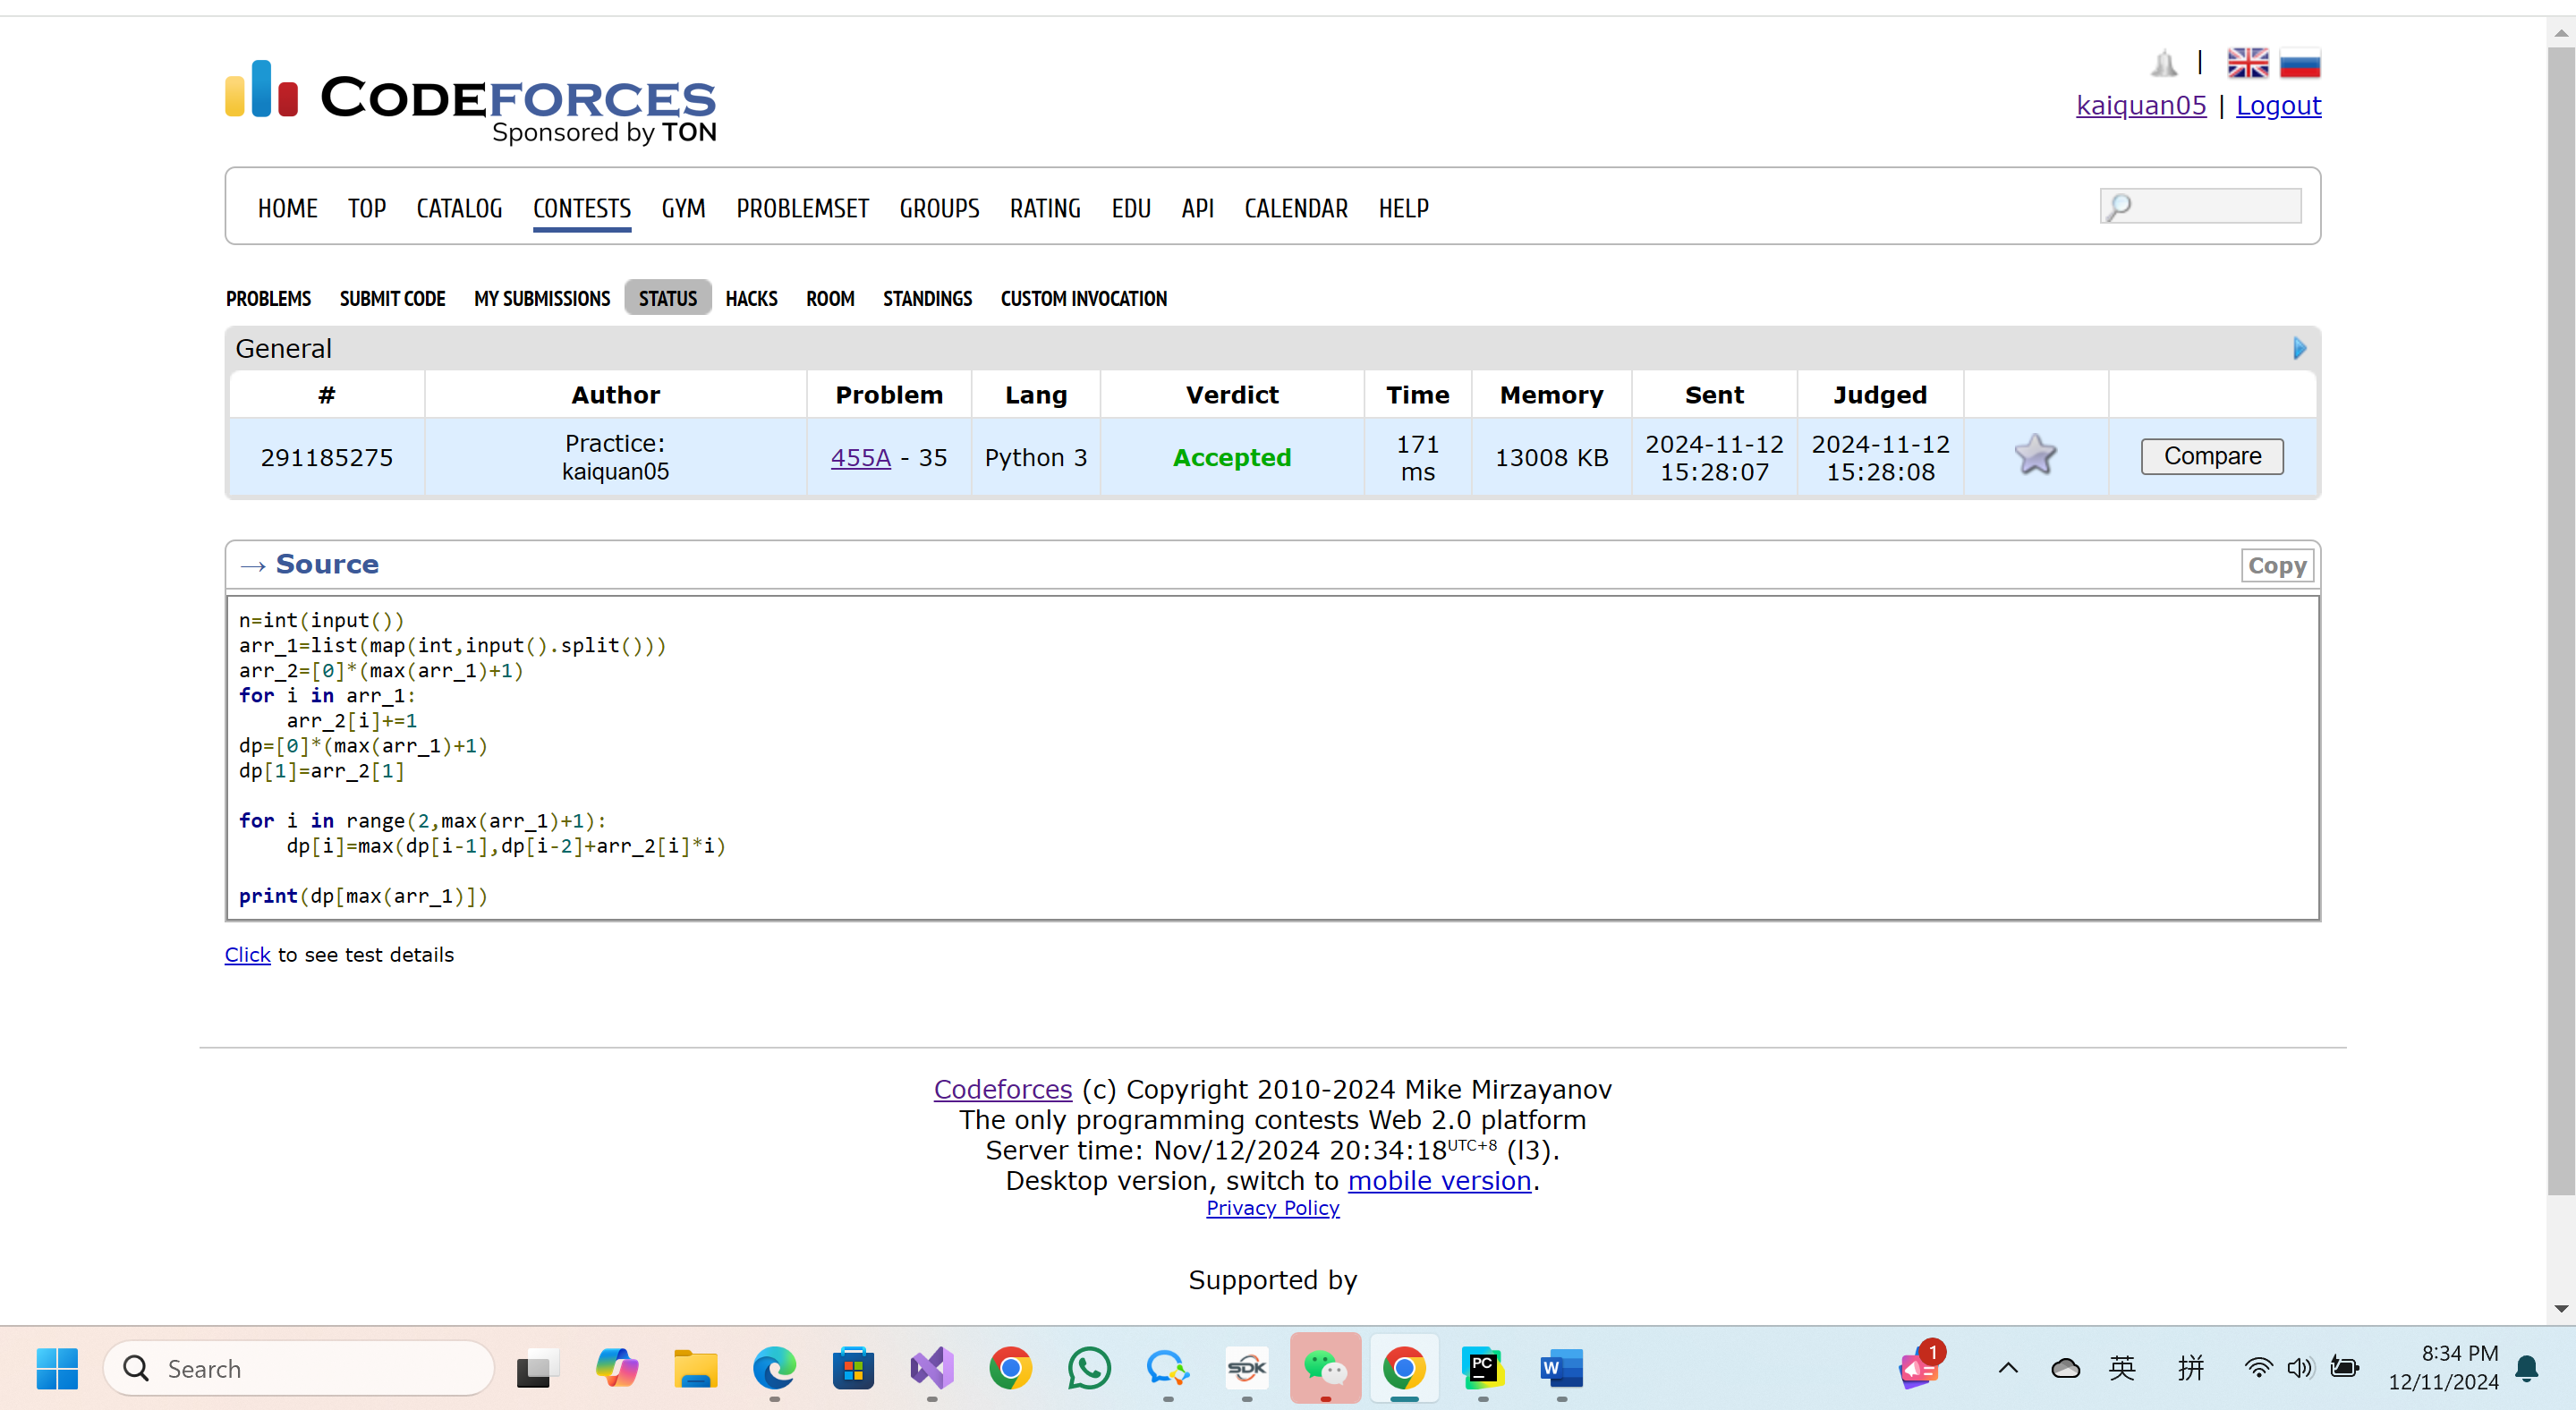 CODEFORCES
Sponsored by TON
|
kaiquan05 | Logout
HOME TOP CATALOG CONTESTS GYM PROBLEMSET GROUPS RATING EDU API CALENDAR HELP
PROBLEMS SUBMIT CODE MY SUBMISSIONS STATUS HACKS ROOM STANDINGS CUSTOM INVOCATION
General
# Author Problem Lang Verdict Time Memory Sent Judged
291185275 Practice: kaiquan05 455A - 35 Python 3 Accepted 171 ms 13008 KB 2024-11-12 15:28:07 2024-11-12 15:28:08 Compare
→ Source Copy
n=int(input())
arr_1=list(map(int,input().split()))
arr_2=[0]*(max(arr_1)+1)
for i in arr_1:
    arr_2[i]+=1
dp=[0]*(max(arr_1)+1)
dp[1]=arr_2[1]
for i in range(2,max(arr_1)+1):
    dp[i]=max(dp[i-1],dp[i-2]+arr_2[i]*i)
print(dp[max(arr_1)])
Click to see test details
Codeforces (c) Copyright 2010-2024 Mike Mirzayanov
The only programming contests Web 2.0 platform
Server time: Nov/12/2024 20:34:18UTC+8 (l3).
Desktop version, switch to mobile version.
Privacy Policy
Supported by
Search
SDK
PC
W
1
英
拼
8:34 PM
12/11/2024